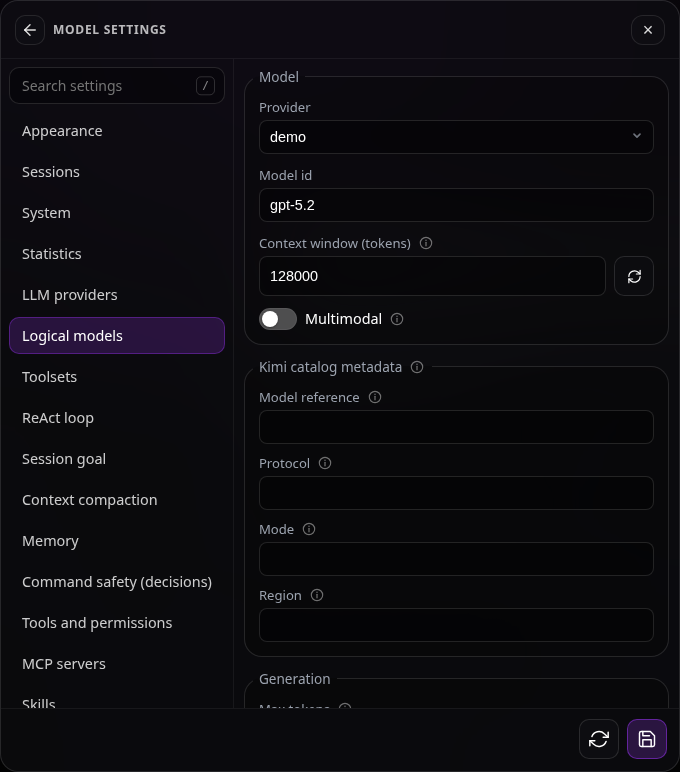 MODEL SETTINGS
Search settings /
Appearance
Sessions
System
Statistics
LLM providers
Logical models
Toolsets
ReAct loop
Session goal
Context compaction
Memory
Command safety (decisions)
Tools and permissions
MCP servers
Skills
Model
Provider
demo
Model id
gpt-5.2
Context window (tokens)
128000
Multimodal
Kimi catalog metadata
Model reference
Protocol
Mode
Region
Generation
Max tokens